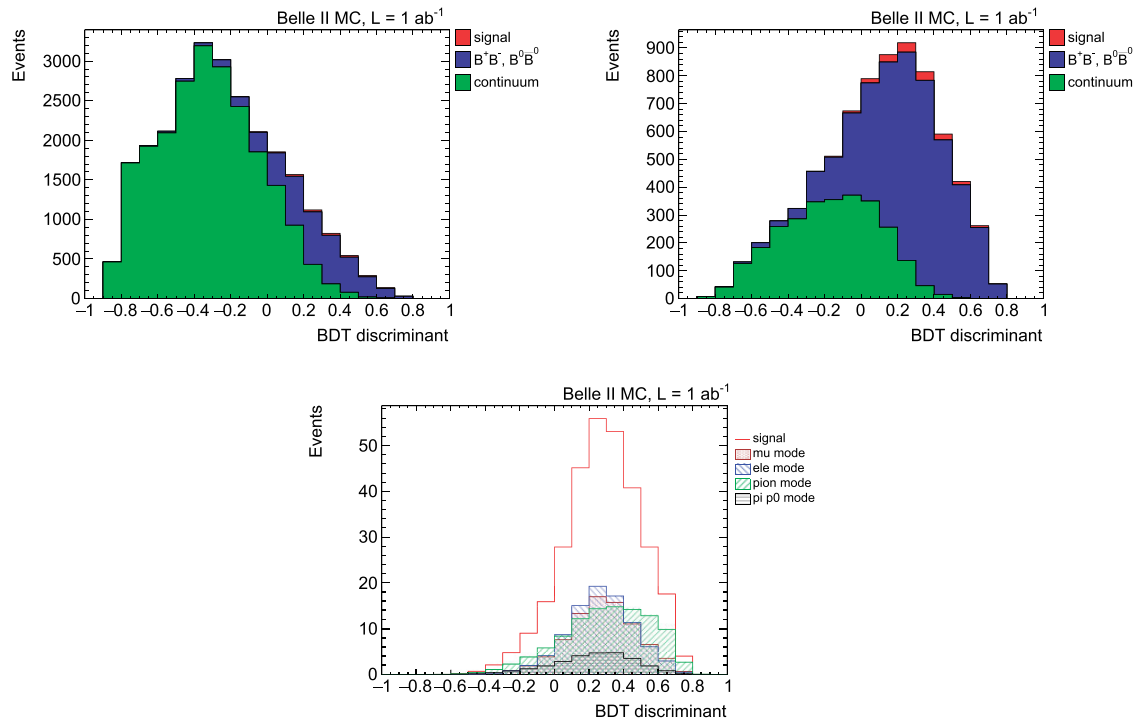 Belle II MC, L = 1 ab-1
Events
3000
2500
2000
1500
1000
500
0
−1 −0.8 −0.6 −0.4 −0.2 0 0.2 0.4 0.6 0.8 1
BDT discriminant
signal
B+B-, B0B̅0
continuum
Belle II MC, L = 1 ab-1
Events
900
800
700
600
500
400
300
200
100
0
−1 −0.8 −0.6 −0.4 −0.2 0 0.2 0.4 0.6 0.8 1
BDT discriminant
signal
B+B-, B0B̅0
continuum
Belle II MC, L = 1 ab-1
Events
50
40
30
20
10
0
−1 −0.8 −0.6 −0.4 −0.2 0 0.2 0.4 0.6 0.8 1
BDT discriminant
signal
mu mode
ele mode
pion mode
pi p0 mode